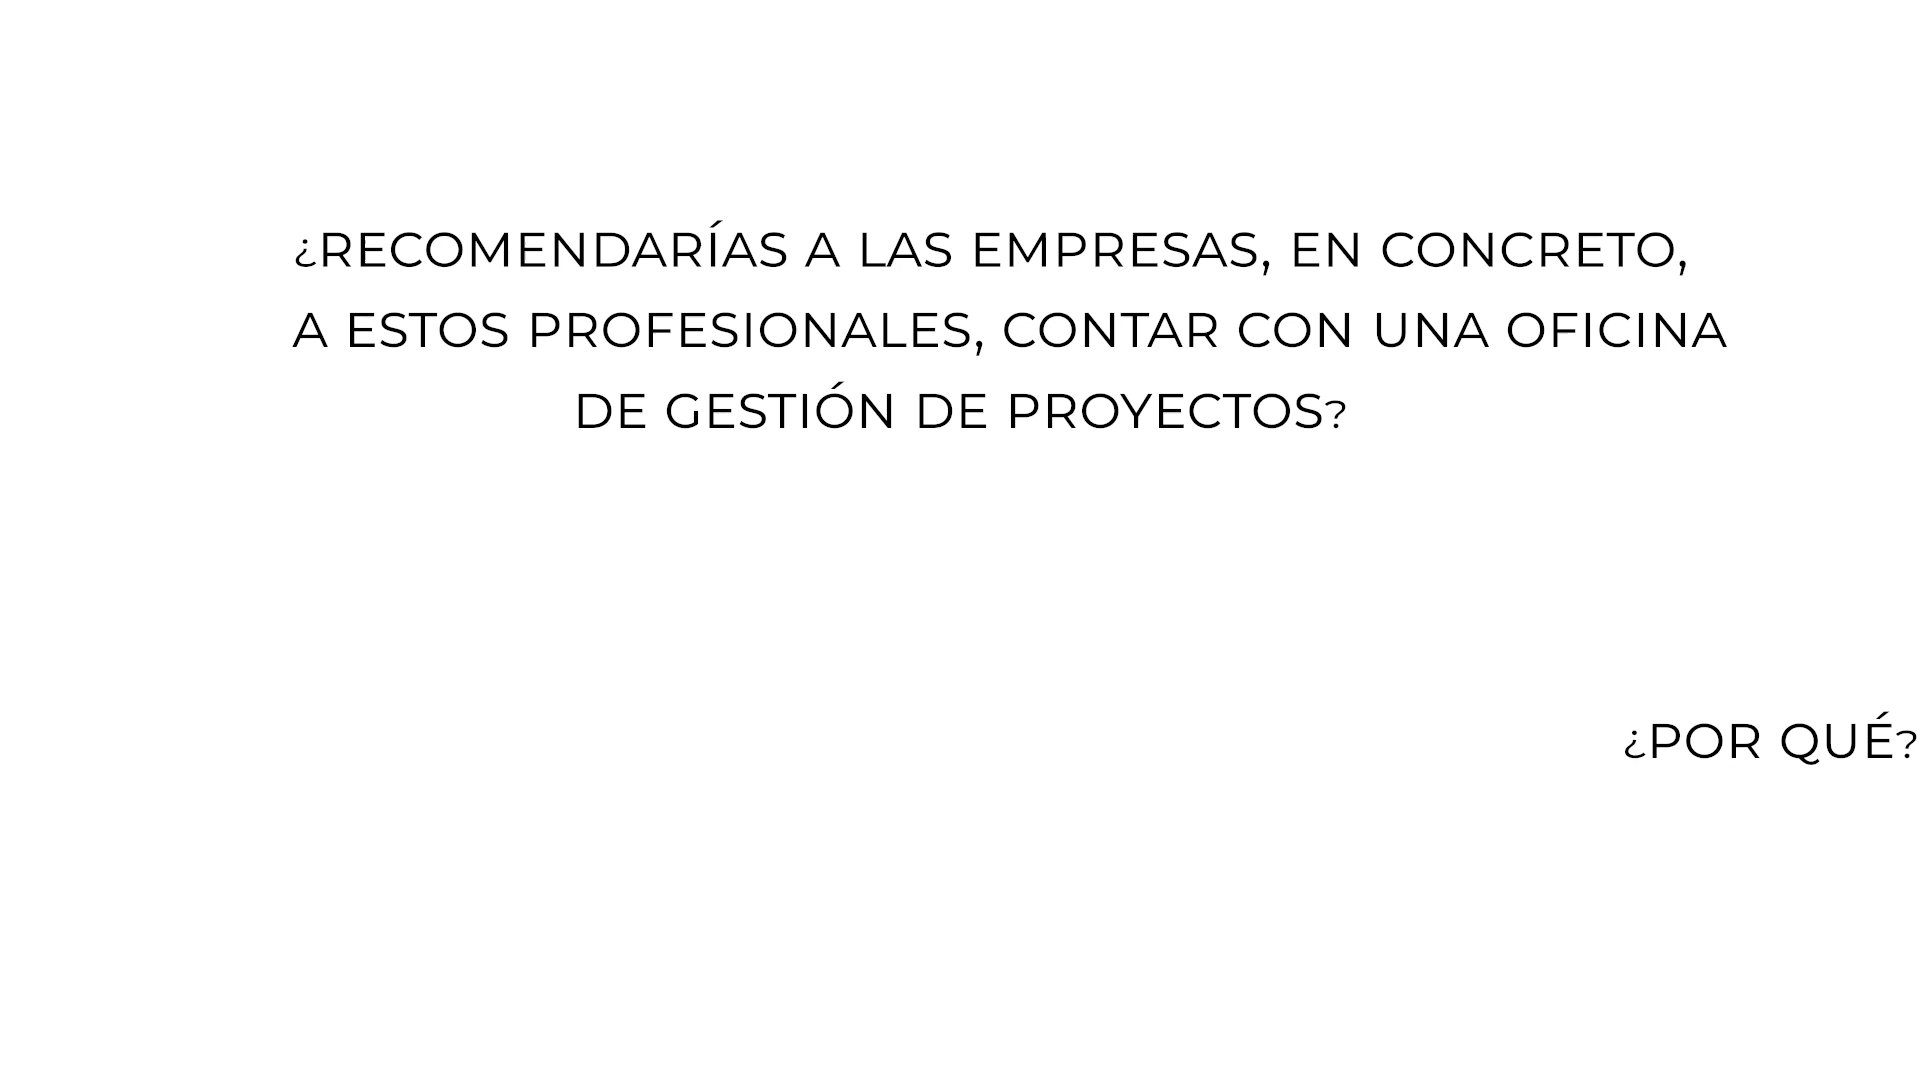 ¿RECOMENDARÍAS A LAS EMPRESAS, EN CONCRETO,
A ESTOS PROFESIONALES, CONTAR CON UNA OFICINA
DE GESTIÓN DE PROYECTOS?
¿POR QUÉ?